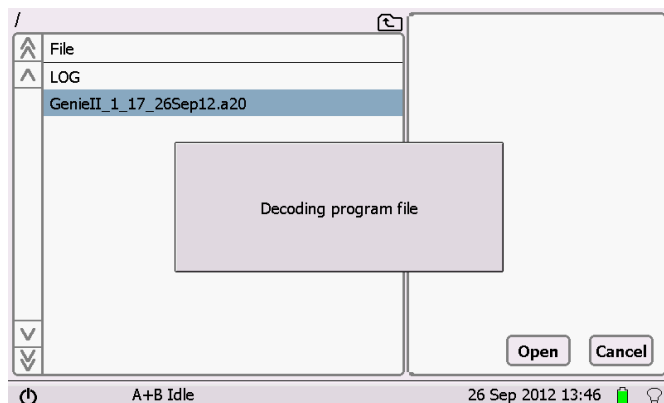 /
File
LOG
GenieII_1_17_26Sep12.a20
Decoding program file
Open Cancel
A+B Idle 26 Sep 2012 13:46